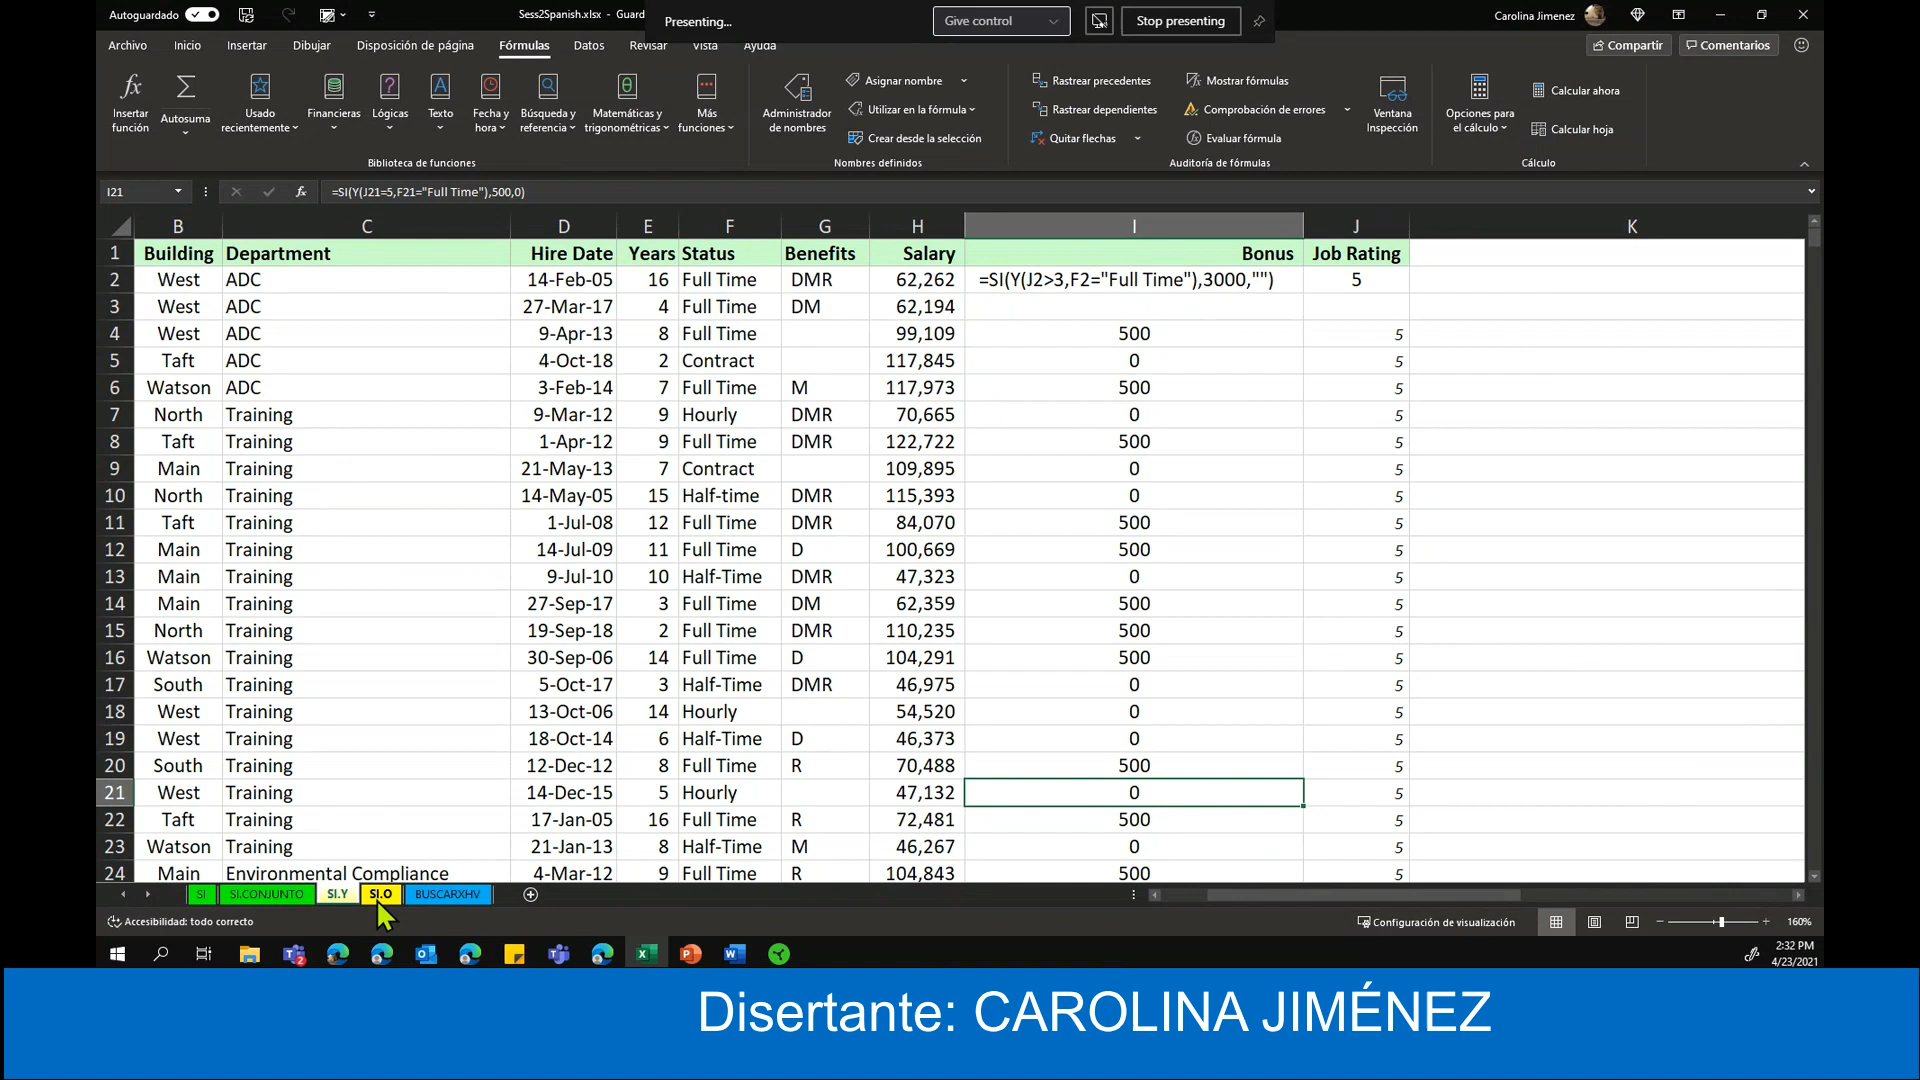 Autoguardado
Sess2Spanish.xlsx - Guard
Presenting...
Give control
Stop presenting
Carolina Jimenez
Archivo Inicio Insertar Dibujar Disposición de página Fórmulas Datos Revisar Vista Ayuda
Compartir Comentarios
Insertar función
Autosuma
Usado recientemente
Financieras
Lógicas
Texto
Fecha y hora
Búsqueda y referencia
Matemáticas y trigonométricas
Más funciones
Biblioteca de funciones
Administrador de nombres
Asignar nombre
Utilizar en la fórmula
Crear desde la selección
Nombres definidos
Rastrear precedentes
Rastrear dependientes
Quitar flechas
Mostrar fórmulas
Comprobación de errores
Evaluar fórmula
Auditoría de fórmulas
Ventana Inspección
Opciones para el cálculo
Calcular ahora
Calcular hoja
Cálculo
I21 fx =SI(Y(J21=5,F21="Full Time"),500,0)
B C D E F G H I J K
1 Building Department Hire Date Years Status Benefits Salary Bonus Job Rating
2 West ADC 14-Feb-05 16 Full Time DMR 62,262 =SI(Y(J2>3,F2="Full Time"),3000,"") 5
3 West ADC 27-Mar-17 4 Full Time DM 62,194
4 West ADC 9-Apr-13 8 Full Time 99,109 500 5
5 Taft ADC 4-Oct-18 2 Contract 117,845 0 5
6 Watson ADC 3-Feb-14 7 Full Time M 117,973 500 5
7 North Training 9-Mar-12 9 Hourly DMR 70,665 0 5
8 Taft Training 1-Apr-12 9 Full Time DMR 122,722 500 5
9 Main Training 21-May-13 7 Contract 109,895 0 5
10 North Training 14-May-05 15 Half-time DMR 115,393 0 5
11 Taft Training 1-Jul-08 12 Full Time DMR 84,070 500 5
12 Main Training 14-Jul-09 11 Full Time D 100,669 500 5
13 Main Training 9-Jul-10 10 Half-Time DMR 47,323 0 5
14 Main Training 27-Sep-17 3 Full Time DM 62,359 500 5
15 North Training 19-Sep-18 2 Full Time DMR 110,235 500 5
16 Watson Training 30-Sep-06 14 Full Time D 104,291 500 5
17 South Training 5-Oct-17 3 Half-Time DMR 46,975 0 5
18 West Training 13-Oct-06 14 Hourly 54,520 0 5
19 West Training 18-Oct-14 6 Half-Time D 46,373 0 5
20 South Training 12-Dec-12 8 Full Time R 70,488 500 5
21 West Training 14-Dec-15 5 Hourly 47,132 0 5
22 Taft Training 17-Jan-05 16 Full Time R 72,481 500 5
23 Watson Training 21-Jan-13 8 Half-Time M 46,267 0 5
24 Main Environmental Compliance 4-Mar-12 9 Full Time R 104,843 500 5
SI SI.CONJUNTO SI.Y SI.O BUSCARXHV
Accesibilidad: todo correcto
Configuración de visualización
160%
2:32 PM
4/23/2021
Disertante: CAROLINA JIMÉNEZ